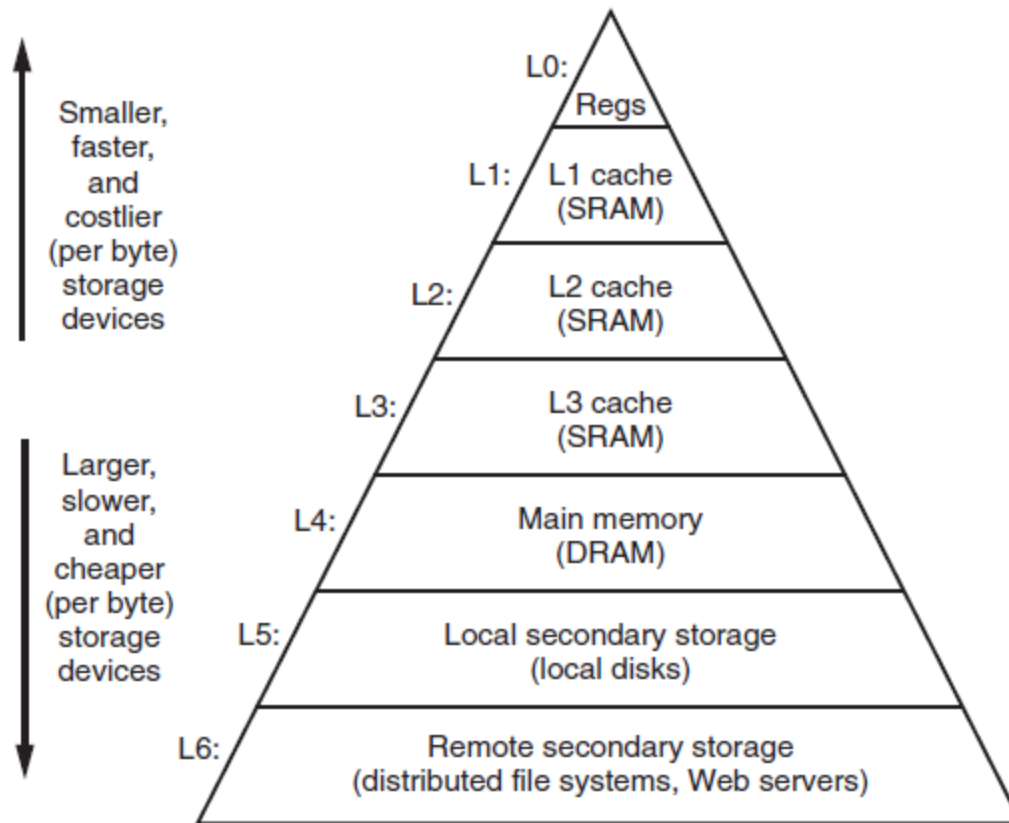 Smaller,
faster,
and
costlier
(per byte)
storage
devices
Larger,
slower,
and
cheaper
(per byte)
storage
devices
L0:
Regs
L1:
L1 cache
(SRAM)
L2:
L2 cache
(SRAM)
L3:
L3 cache
(SRAM)
L4:
Main memory
(DRAM)
L5:
Local secondary storage
(local disks)
L6:
Remote secondary storage
(distributed file systems, Web servers)